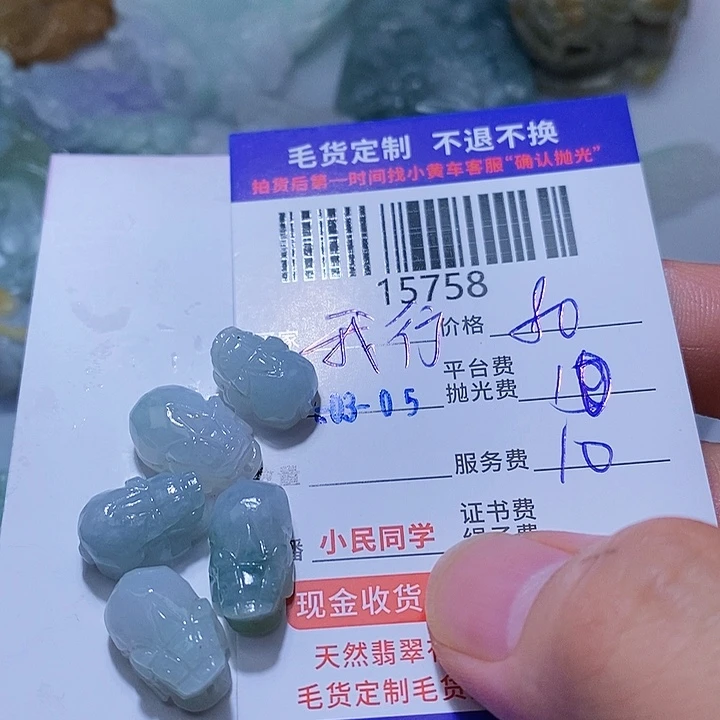 毛货定制 不退不换
拍货后第一时间找小黄车客服“确认抛光”
15758
价格 80
平台费
抛光费 10
03-05
服务费 10
证书费
小民同学
现金收货
天然翡翠
毛货定制毛货